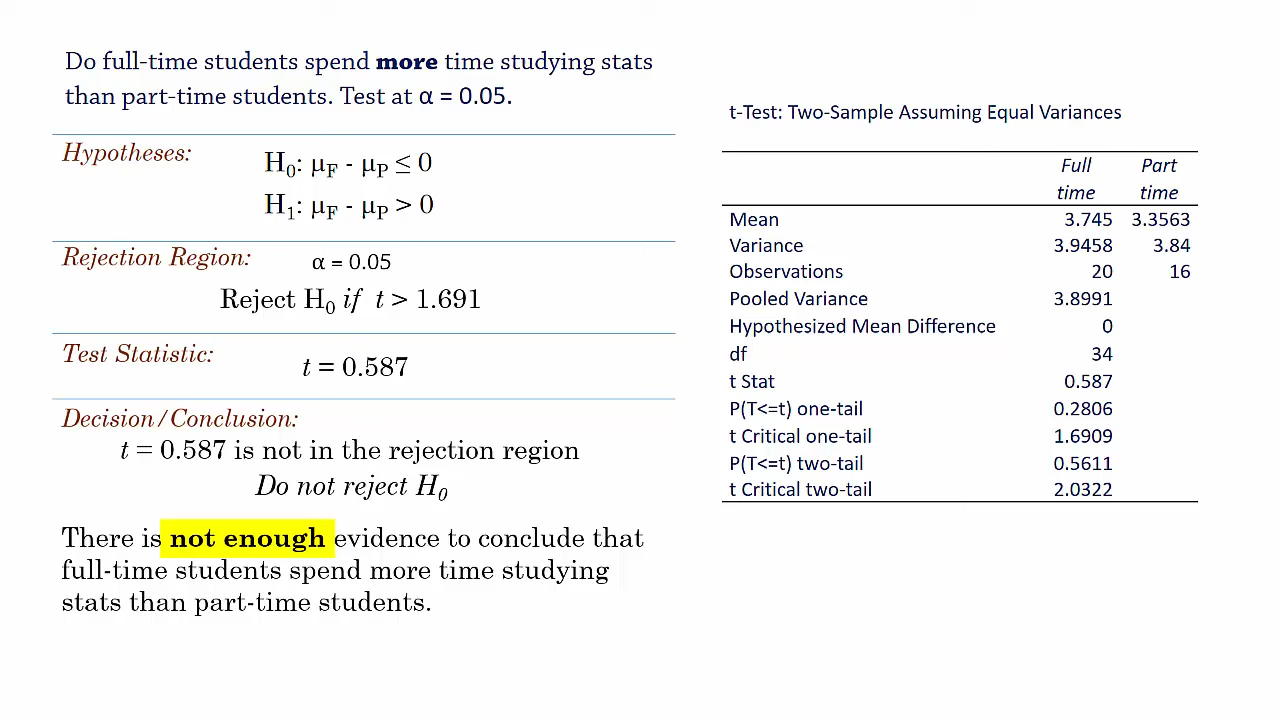 Do full-time students spend more time studying stats
than part-time students. Test at α = 0.05.
Hypotheses:
H0: μF - μP ≤ 0
H1: μF - μP > 0
Rejection Region:
α = 0.05
Reject H0 if t > 1.691
Test Statistic:
t = 0.587
Decision/Conclusion:
t = 0.587 is not in the rejection region
Do not reject H0
There is not enough evidence to conclude that
full-time students spend more time studying
stats than part-time students.
t-Test: Two-Sample Assuming Equal Variances
Full Part
time time
Mean 3.745 3.3563
Variance 3.9458 3.84
Observations 20 16
Pooled Variance 3.8991
Hypothesized Mean Difference 0
df 34
t Stat 0.587
P(T<=t) one-tail 0.2806
t Critical one-tail 1.6909
P(T<=t) two-tail 0.5611
t Critical two-tail 2.0322